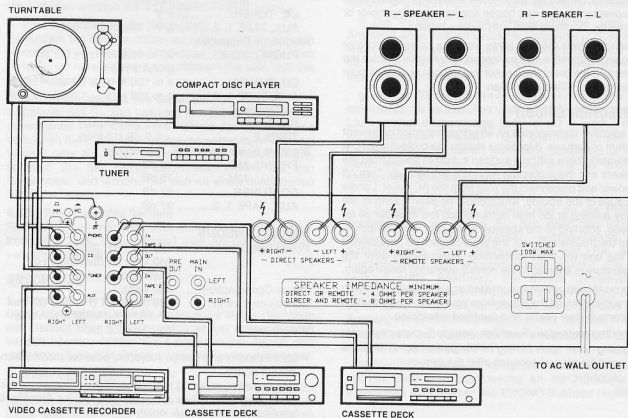 TURNTABLE
R — SPEAKER — L
R — SPEAKER — L
COMPACT DISC PLAYER
TUNER
MM
MC
PHONO
CD
TUNER
AUX
RIGHT LEFT
IN
TAPE 1
OUT
IN
TAPE 2
OUT
RIGHT LEFT
PRE OUT
MAIN IN
LEFT
RIGHT
+ RIGHT -
- LEFT +
- DIRECT SPEAKERS -
+ RIGHT -
- LEFT +
- REMOTE SPEAKERS -
SPEAKER IMPEDANCE MINIMUM
DIRECT OR REMOTE - 4 OHMS PER SPEAKER
DIRECR AND REMOTE - 8 OHMS PER SPEAKER
SWITCHED
100W MAX.
~
TO AC WALL OUTLET
VIDEO CASSETTE RECORDER
CASSETTE DECK
CASSETTE DECK